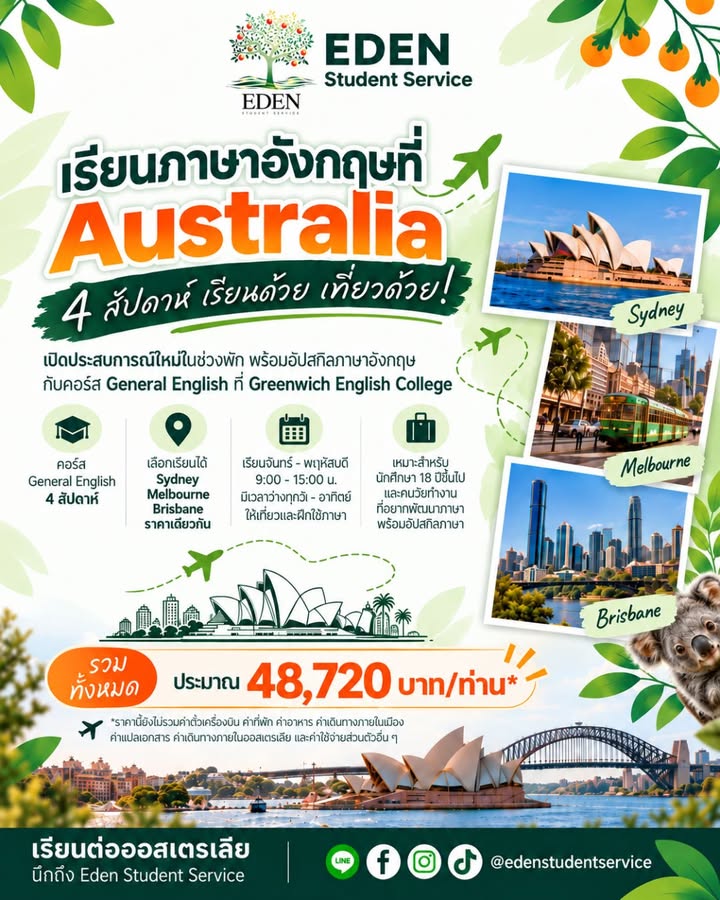 EDEN
STUDENT SERVICE
EDEN
Student Service
เรียนภาษาอังกฤษที่
Australia
4 สัปดาห์ เรียนด้วย เที่ยวด้วย!
เปิดประสบการณ์ใหม่ในช่วงพัก พร้อมอัปสกิลภาษาอังกฤษ
กับคอร์ส General English ที่ Greenwich English College
คอร์ส
General English
4 สัปดาห์
เลือกเรียนได้
Sydney
Melbourne
Brisbane
ราคาเดียวกัน
เรียนจันทร์ - พฤหัสบดี
9:00 - 15:00 น.
มีเวลาว่างทุกวั - อาทิตย์
ให้เที่ยวและฝึกใช้ภาษา
เหมาะสำหรับ
นักศึกษา 18 ปีขึ้นไป
และคนวัยทำงาน
ที่อยากพัฒนาภาษา
พร้อมอัปสกิลภาษา
Sydney
Melbourne
Brisbane
รวม
ทั้งหมด
ประมาณ 48,720 บาท/ท่าน*
*ราคานี้ยังไม่รวมค่าตั๋วเครื่องบิน ค่าที่พัก ค่าอาหาร ค่าเดินทางภายในเมือง
ค่าแปลเอกสาร ค่าเดินทางภายในออสเตรเลีย และค่าใช้จ่ายส่วนตัวอื่น ๆ
เรียนต่อออสเตรเลีย
นึกถึง Eden Student Service
LINE
@edenstudentservice